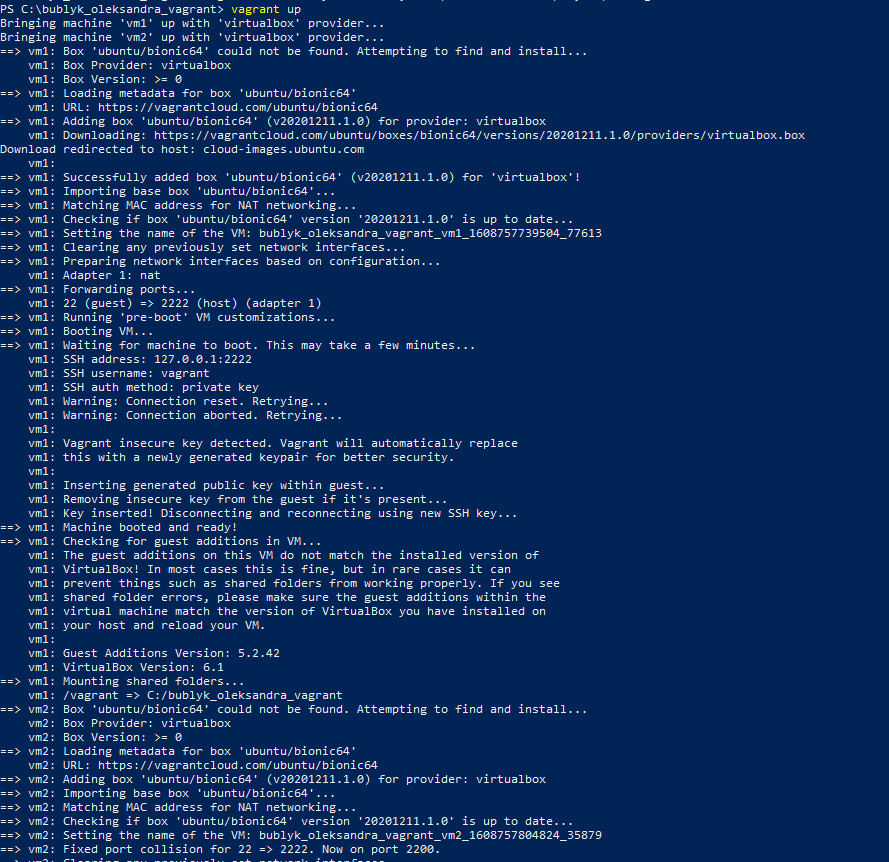 PS C:\bublyk_oleksandra_vagrant> vagrant up
Bringing machine 'vm1' up with 'virtualbox' provider...
Bringing machine 'vm2' up with 'virtualbox' provider...
==> vm1: Box 'ubuntu/bionic64' could not be found. Attempting to find and install...
    vm1: Box Provider: virtualbox
    vm1: Box Version: >= 0
==> vm1: Loading metadata for box 'ubuntu/bionic64'
    vm1: URL: https://vagrantcloud.com/ubuntu/bionic64
==> vm1: Adding box 'ubuntu/bionic64' (v20201211.1.0) for provider: virtualbox
    vm1: Downloading: https://vagrantcloud.com/ubuntu/boxes/bionic64/versions/20201211.1.0/providers/virtualbox.box
Download redirected to host: cloud-images.ubuntu.com
    vm1:
==> vm1: Successfully added box 'ubuntu/bionic64' (v20201211.1.0) for 'virtualbox'!
==> vm1: Importing base box 'ubuntu/bionic64'...
==> vm1: Matching MAC address for NAT networking...
==> vm1: Checking if box 'ubuntu/bionic64' version '20201211.1.0' is up to date...
==> vm1: Setting the name of the VM: bublyk_oleksandra_vagrant_vm1_1608757739504_77613
==> vm1: Clearing any previously set network interfaces...
==> vm1: Preparing network interfaces based on configuration...
    vm1: Adapter 1: nat
==> vm1: Forwarding ports...
    vm1: 22 (guest) => 2222 (host) (adapter 1)
==> vm1: Running 'pre-boot' VM customizations...
==> vm1: Booting VM...
==> vm1: Waiting for machine to boot. This may take a few minutes...
    vm1: SSH address: 127.0.0.1:2222
    vm1: SSH username: vagrant
    vm1: SSH auth method: private key
    vm1: Warning: Connection reset. Retrying...
    vm1: Warning: Connection aborted. Retrying...
    vm1:
    vm1: Vagrant insecure key detected. Vagrant will automatically replace
    vm1: this with a newly generated keypair for better security.
    vm1:
    vm1: Inserting generated public key within guest...
    vm1: Removing insecure key from the guest if it's present...
    vm1: Key inserted! Disconnecting and reconnecting using new SSH key...
==> vm1: Machine booted and ready!
==> vm1: Checking for guest additions in VM...
    vm1: The guest additions on this VM do not match the installed version of
    vm1: VirtualBox! In most cases this is fine, but in rare cases it can
    vm1: prevent things such as shared folders from working properly. If you see
    vm1: shared folder errors, please make sure the guest additions within the
    vm1: virtual machine match the version of VirtualBox you have installed on
    vm1: your host and reload your VM.
    vm1:
    vm1: Guest Additions Version: 5.2.42
    vm1: VirtualBox Version: 6.1
==> vm1: Mounting shared folders...
    vm1: /vagrant => C:/bublyk_oleksandra_vagrant
==> vm2: Box 'ubuntu/bionic64' could not be found. Attempting to find and install...
    vm2: Box Provider: virtualbox
    vm2: Box Version: >= 0
==> vm2: Loading metadata for box 'ubuntu/bionic64'
    vm2: URL: https://vagrantcloud.com/ubuntu/bionic64
==> vm2: Adding box 'ubuntu/bionic64' (v20201211.1.0) for provider: virtualbox
==> vm2: Importing base box 'ubuntu/bionic64'...
==> vm2: Matching MAC address for NAT networking...
==> vm2: Checking if box 'ubuntu/bionic64' version '20201211.1.0' is up to date...
==> vm2: Setting the name of the VM: bublyk_oleksandra_vagrant_vm2_1608757804824_35879
==> vm2: Fixed port collision for 22 => 2222. Now on port 2200.